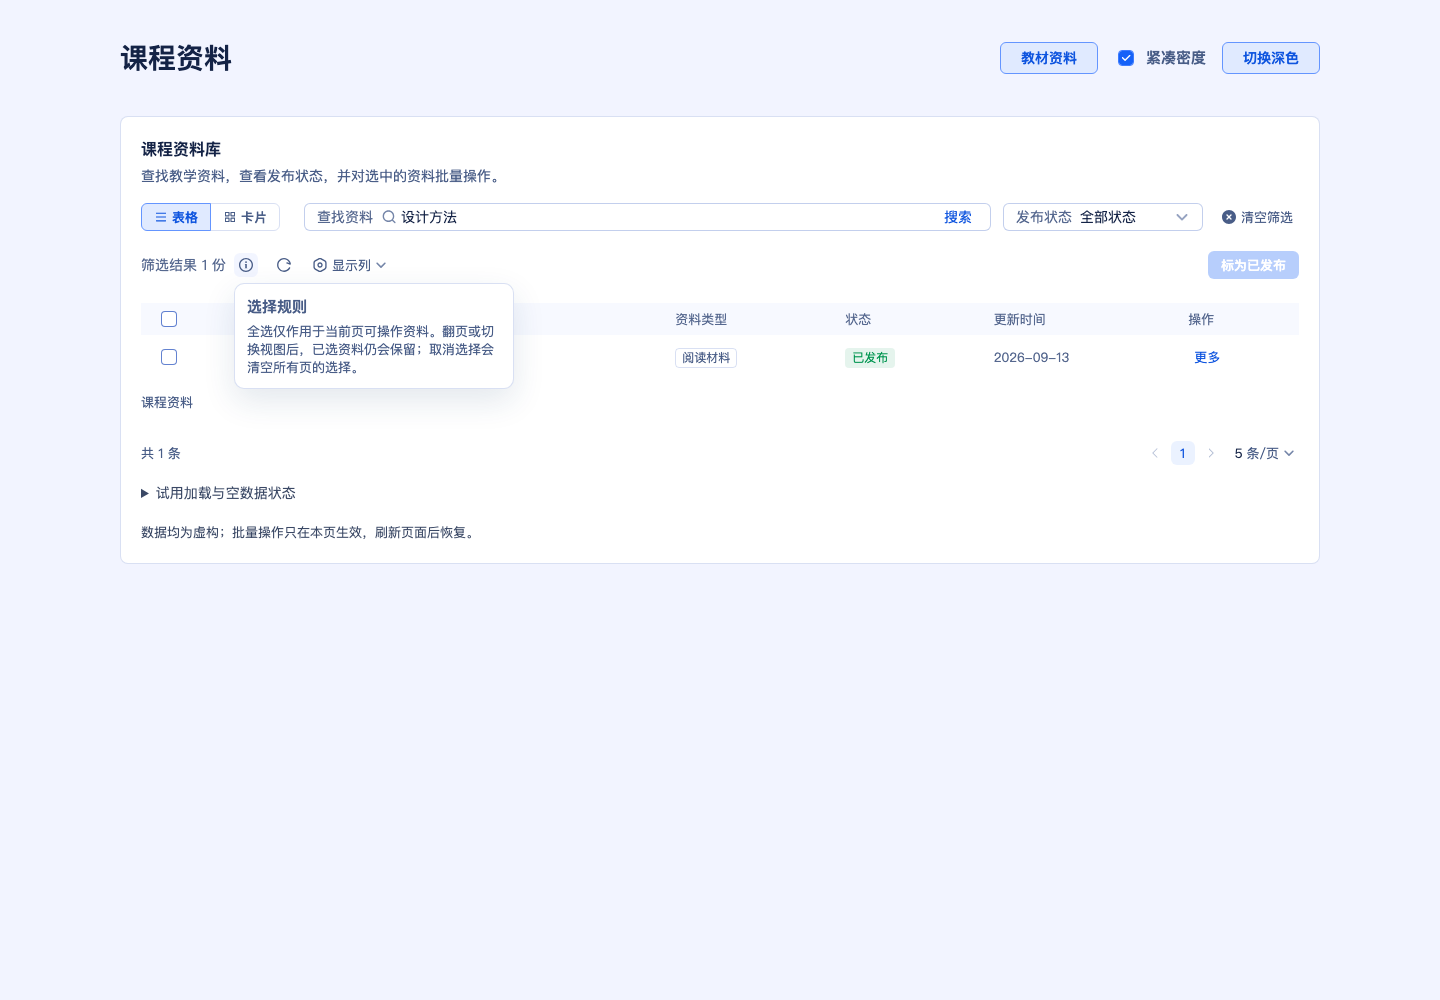 课程资料
教材资料
紧凑密度
切换深色
课程资料库
查找教学资料，查看发布状态，并对选中的资料批量操作。
表格
卡片
查找资料 设计方法
搜索
发布状态 全部状态
清空筛选
筛选结果 1 份
显示列
标为已发布
选择规则
全选仅作用于当前页可操作资料。翻页或切
换视图后，已选资料仍会保留；取消选择会
清空所有页的选择。
资料类型
状态
更新时间
操作
阅读材料
已发布
2026-09-13
更多
课程资料
共 1 条
1
5 条/页
试用加载与空数据状态
数据均为虚构；批量操作只在本页生效，刷新页面后恢复。